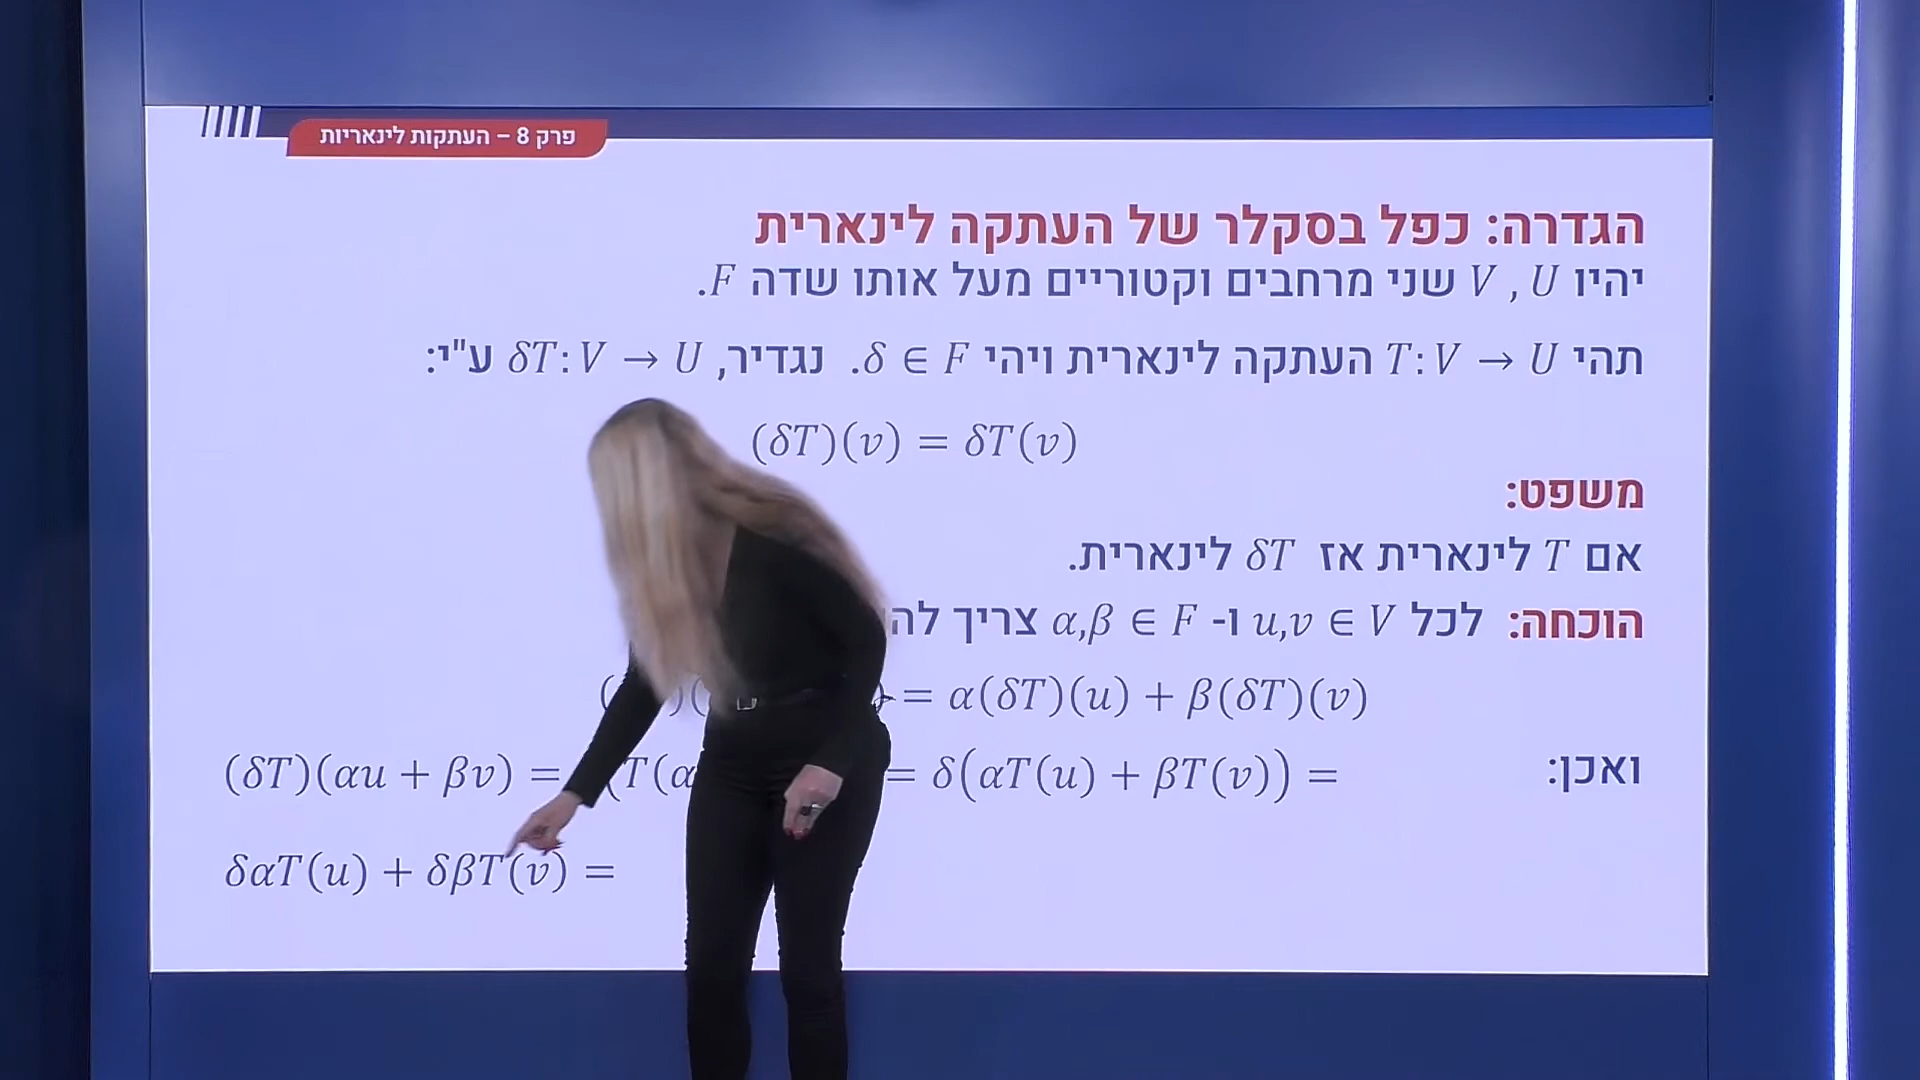 פרק 8 – העתקות לינאריות
הגדרה: כפל בסקלר של העתקה לינארית
יהיו V , U שני מרחבים וקטוריים מעל אותו שדה F.
תהי T: V → U העתקה לינארית ויהי δ ∈ F. נגדיר, δT: V → U ע"י:
(δT)(v) = δT(v)
משפט:
אם T לינארית אז δT לינארית.
הוכחה: לכל u,v ∈ V ו- α,β ∈ F צריך
= α(δT)(u) + β(δT)(v)
ואכן: (δT)(αu + βv) = (T(α = δ(αT(u) + βT(v)) =
δαT(u) + δβT(v) =